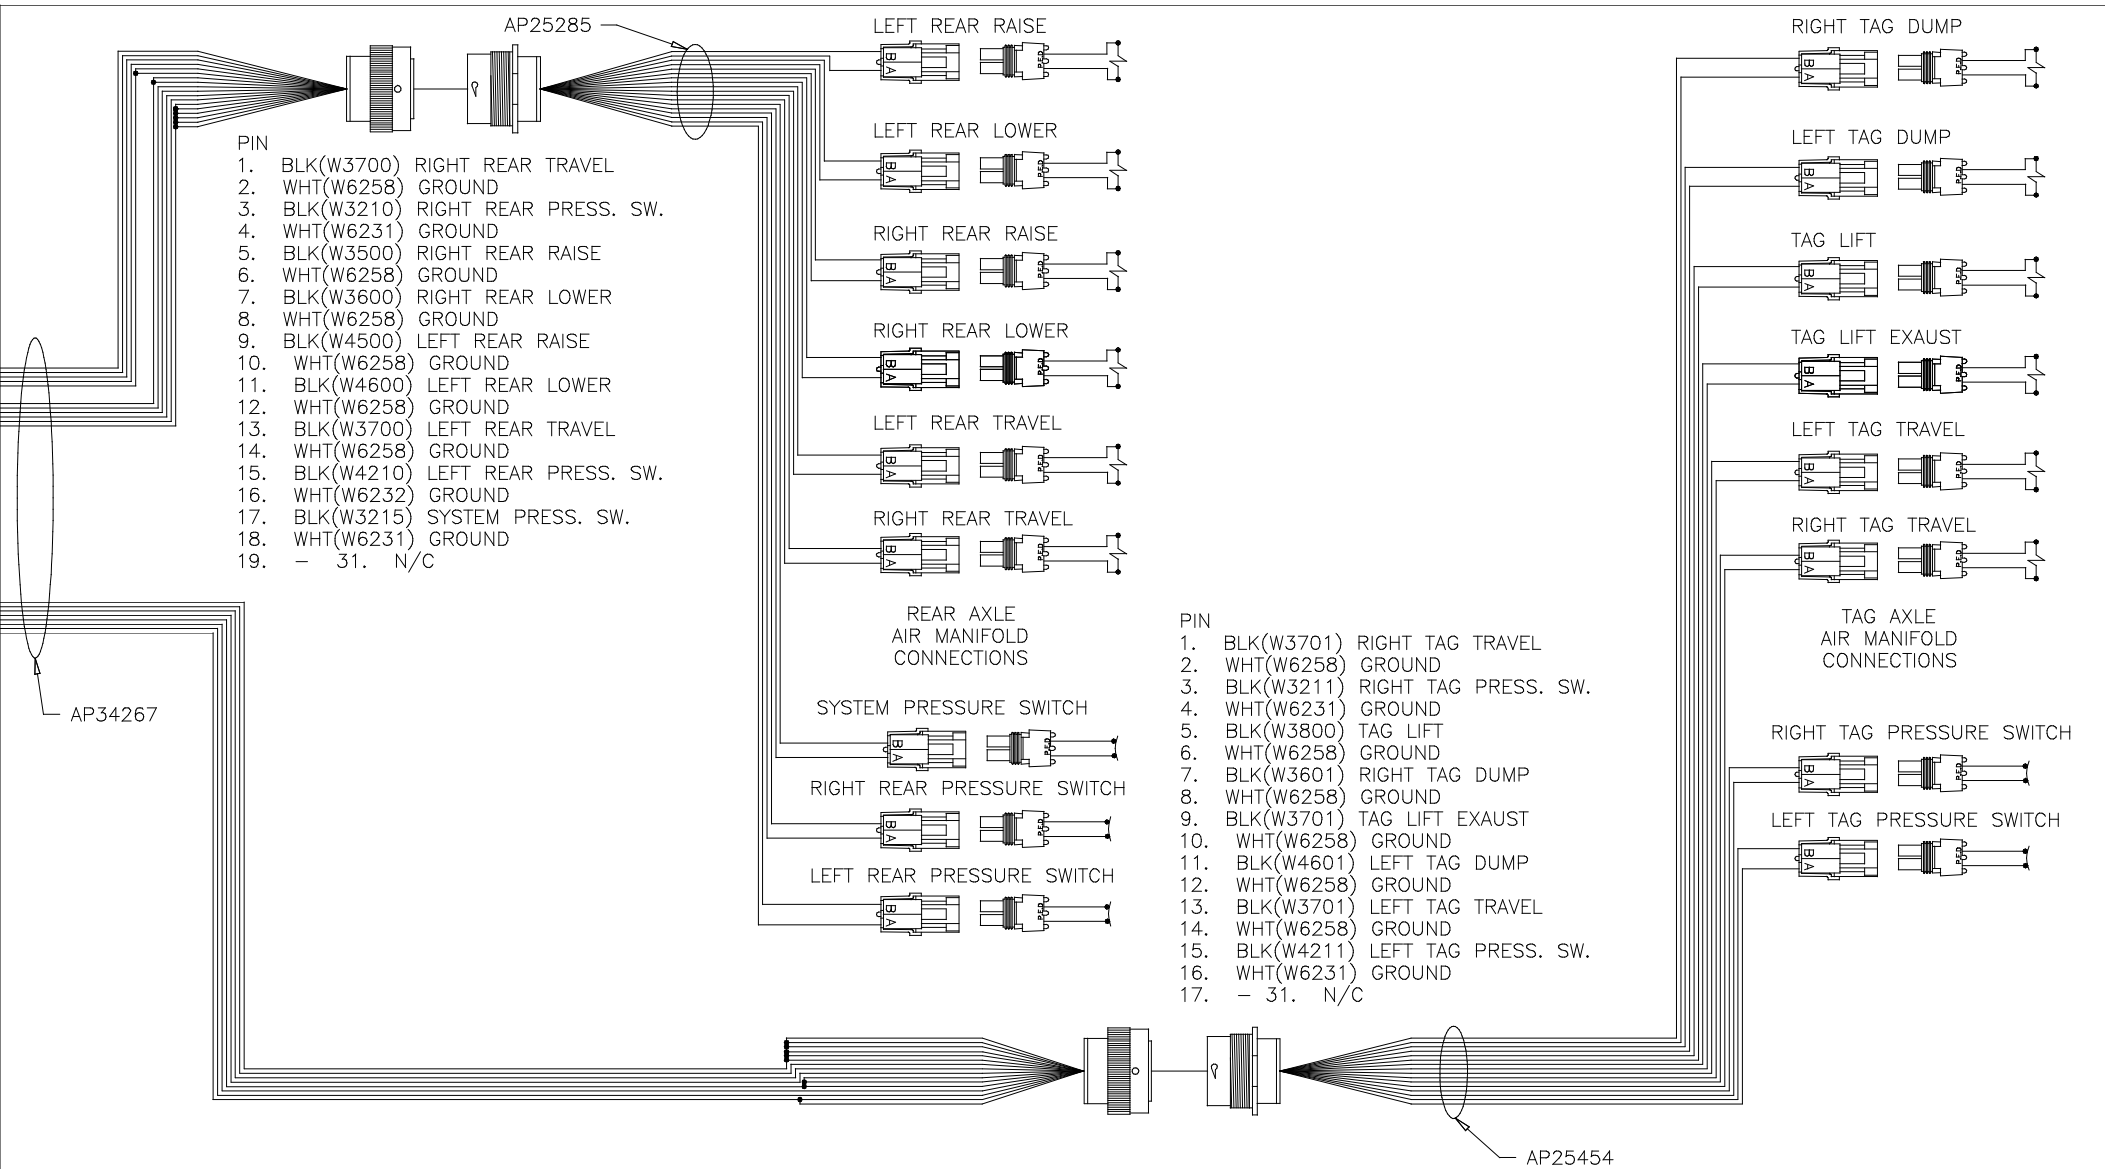 AP25285
LEFT REAR RAISE
B A
P.E.D.
LEFT REAR LOWER
B A
P.E.D.
RIGHT REAR RAISE
B A
P.E.D.
RIGHT REAR LOWER
B A
P.E.D.
LEFT REAR TRAVEL
B A
P.E.D.
RIGHT REAR TRAVEL
B A
P.E.D.
REAR AXLE
AIR MANIFOLD
CONNECTIONS
SYSTEM PRESSURE SWITCH
B A
P.E.D.
RIGHT REAR PRESSURE SWITCH
B A
P.E.D.
LEFT REAR PRESSURE SWITCH
B A
P.E.D.
PIN
1. BLK(W3700) RIGHT REAR TRAVEL
2. WHT(W6258) GROUND
3. BLK(W3210) RIGHT REAR PRESS. SW.
4. WHT(W6231) GROUND
5. BLK(W3500) RIGHT REAR RAISE
6. WHT(W6258) GROUND
7. BLK(W3600) RIGHT REAR LOWER
8. WHT(W6258) GROUND
9. BLK(W4500) LEFT REAR RAISE
10. WHT(W6258) GROUND
11. BLK(W4600) LEFT REAR LOWER
12. WHT(W6258) GROUND
13. BLK(W3700) LEFT REAR TRAVEL
14. WHT(W6258) GROUND
15. BLK(W4210) LEFT REAR PRESS. SW.
16. WHT(W6232) GROUND
17. BLK(W3215) SYSTEM PRESS. SW.
18. WHT(W6231) GROUND
19. – 31. N/C
AP34267
PIN
1. BLK(W3701) RIGHT TAG TRAVEL
2. WHT(W6258) GROUND
3. BLK(W3211) RIGHT TAG PRESS. SW.
4. WHT(W6231) GROUND
5. BLK(W3800) TAG LIFT
6. WHT(W6258) GROUND
7. BLK(W3601) RIGHT TAG DUMP
8. WHT(W6258) GROUND
9. BLK(W3701) TAG LIFT EXAUST
10. WHT(W6258) GROUND
11. BLK(W4601) LEFT TAG DUMP
12. WHT(W6258) GROUND
13. BLK(W3701) LEFT TAG TRAVEL
14. WHT(W6258) GROUND
15. BLK(W4211) LEFT TAG PRESS. SW.
16. WHT(W6231) GROUND
17. – 31. N/C
RIGHT TAG DUMP
B A
P.E.D.
LEFT TAG DUMP
B A
P.E.D.
TAG LIFT
B A
P.E.D.
TAG LIFT EXAUST
B A
P.E.D.
LEFT TAG TRAVEL
B A
P.E.D.
RIGHT TAG TRAVEL
B A
P.E.D.
TAG AXLE
AIR MANIFOLD
CONNECTIONS
RIGHT TAG PRESSURE SWITCH
B A
P.E.D.
LEFT TAG PRESSURE SWITCH
B A
P.E.D.
AP25454